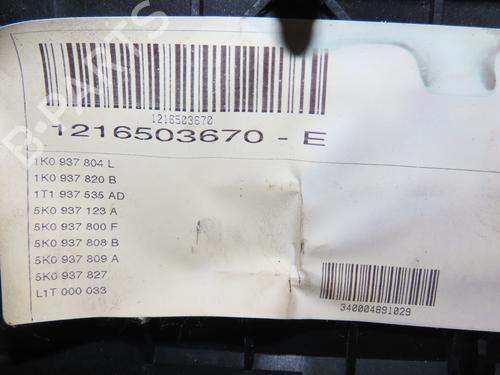 1216503670
1216503670 - E
1K0 937 804 L
1K0 937 820 B
1T1 937 535 AD
5K0 937 123 A
5K0 937 800 F
5K0 937 808 B
5K0 937 809 A
5K0 937 827
L1T 000 033
340004891029
B-PARTS